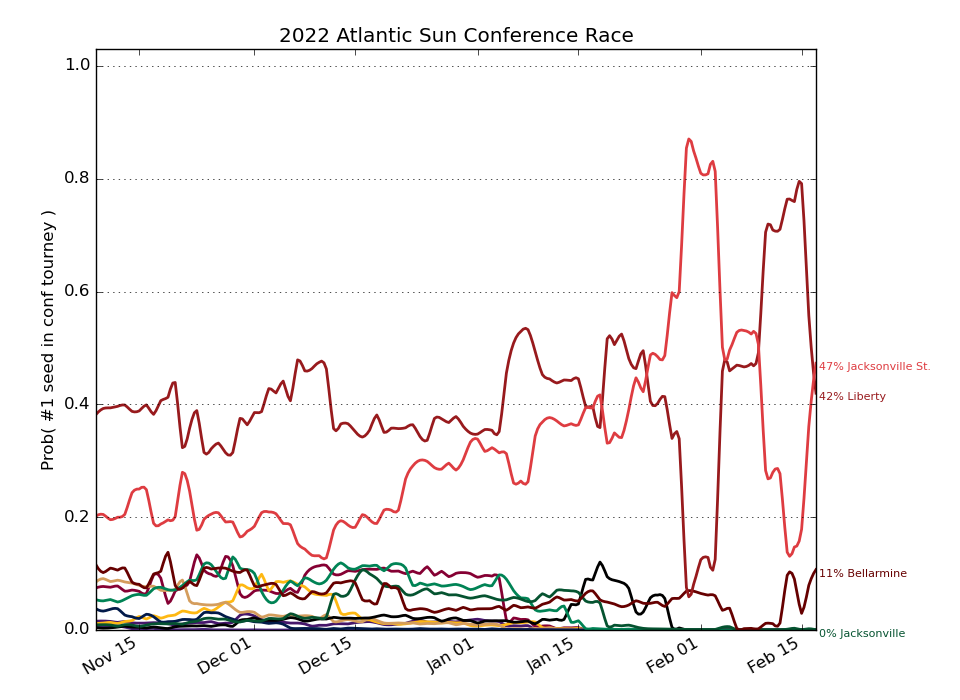 2022 Atlantic Sun Conference Race
Prob( #1 seed in conf tourney )
1.0
0.8
0.6
0.4
0.2
0.0
47% Jacksonville St.
42% Liberty
11% Bellarmine
0% Jacksonville
Nov 15
Dec 01
Dec 15
Jan 01
Jan 15
Feb 01
Feb 15